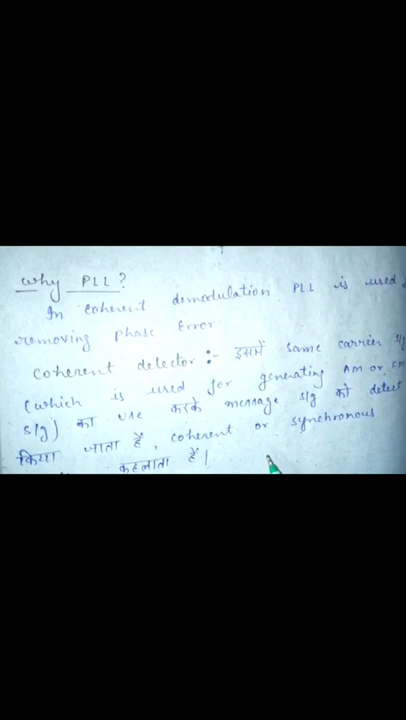 why PLL?
In coherent demodulation PLL is used
removing phase Error
coherent detector :- इसमें same carrier s/g
(which is used for generating AM or FM
s/g) का use करके message s/g को detect
किया जाता हैं, coherent or synchronous
कहलाता हैं।